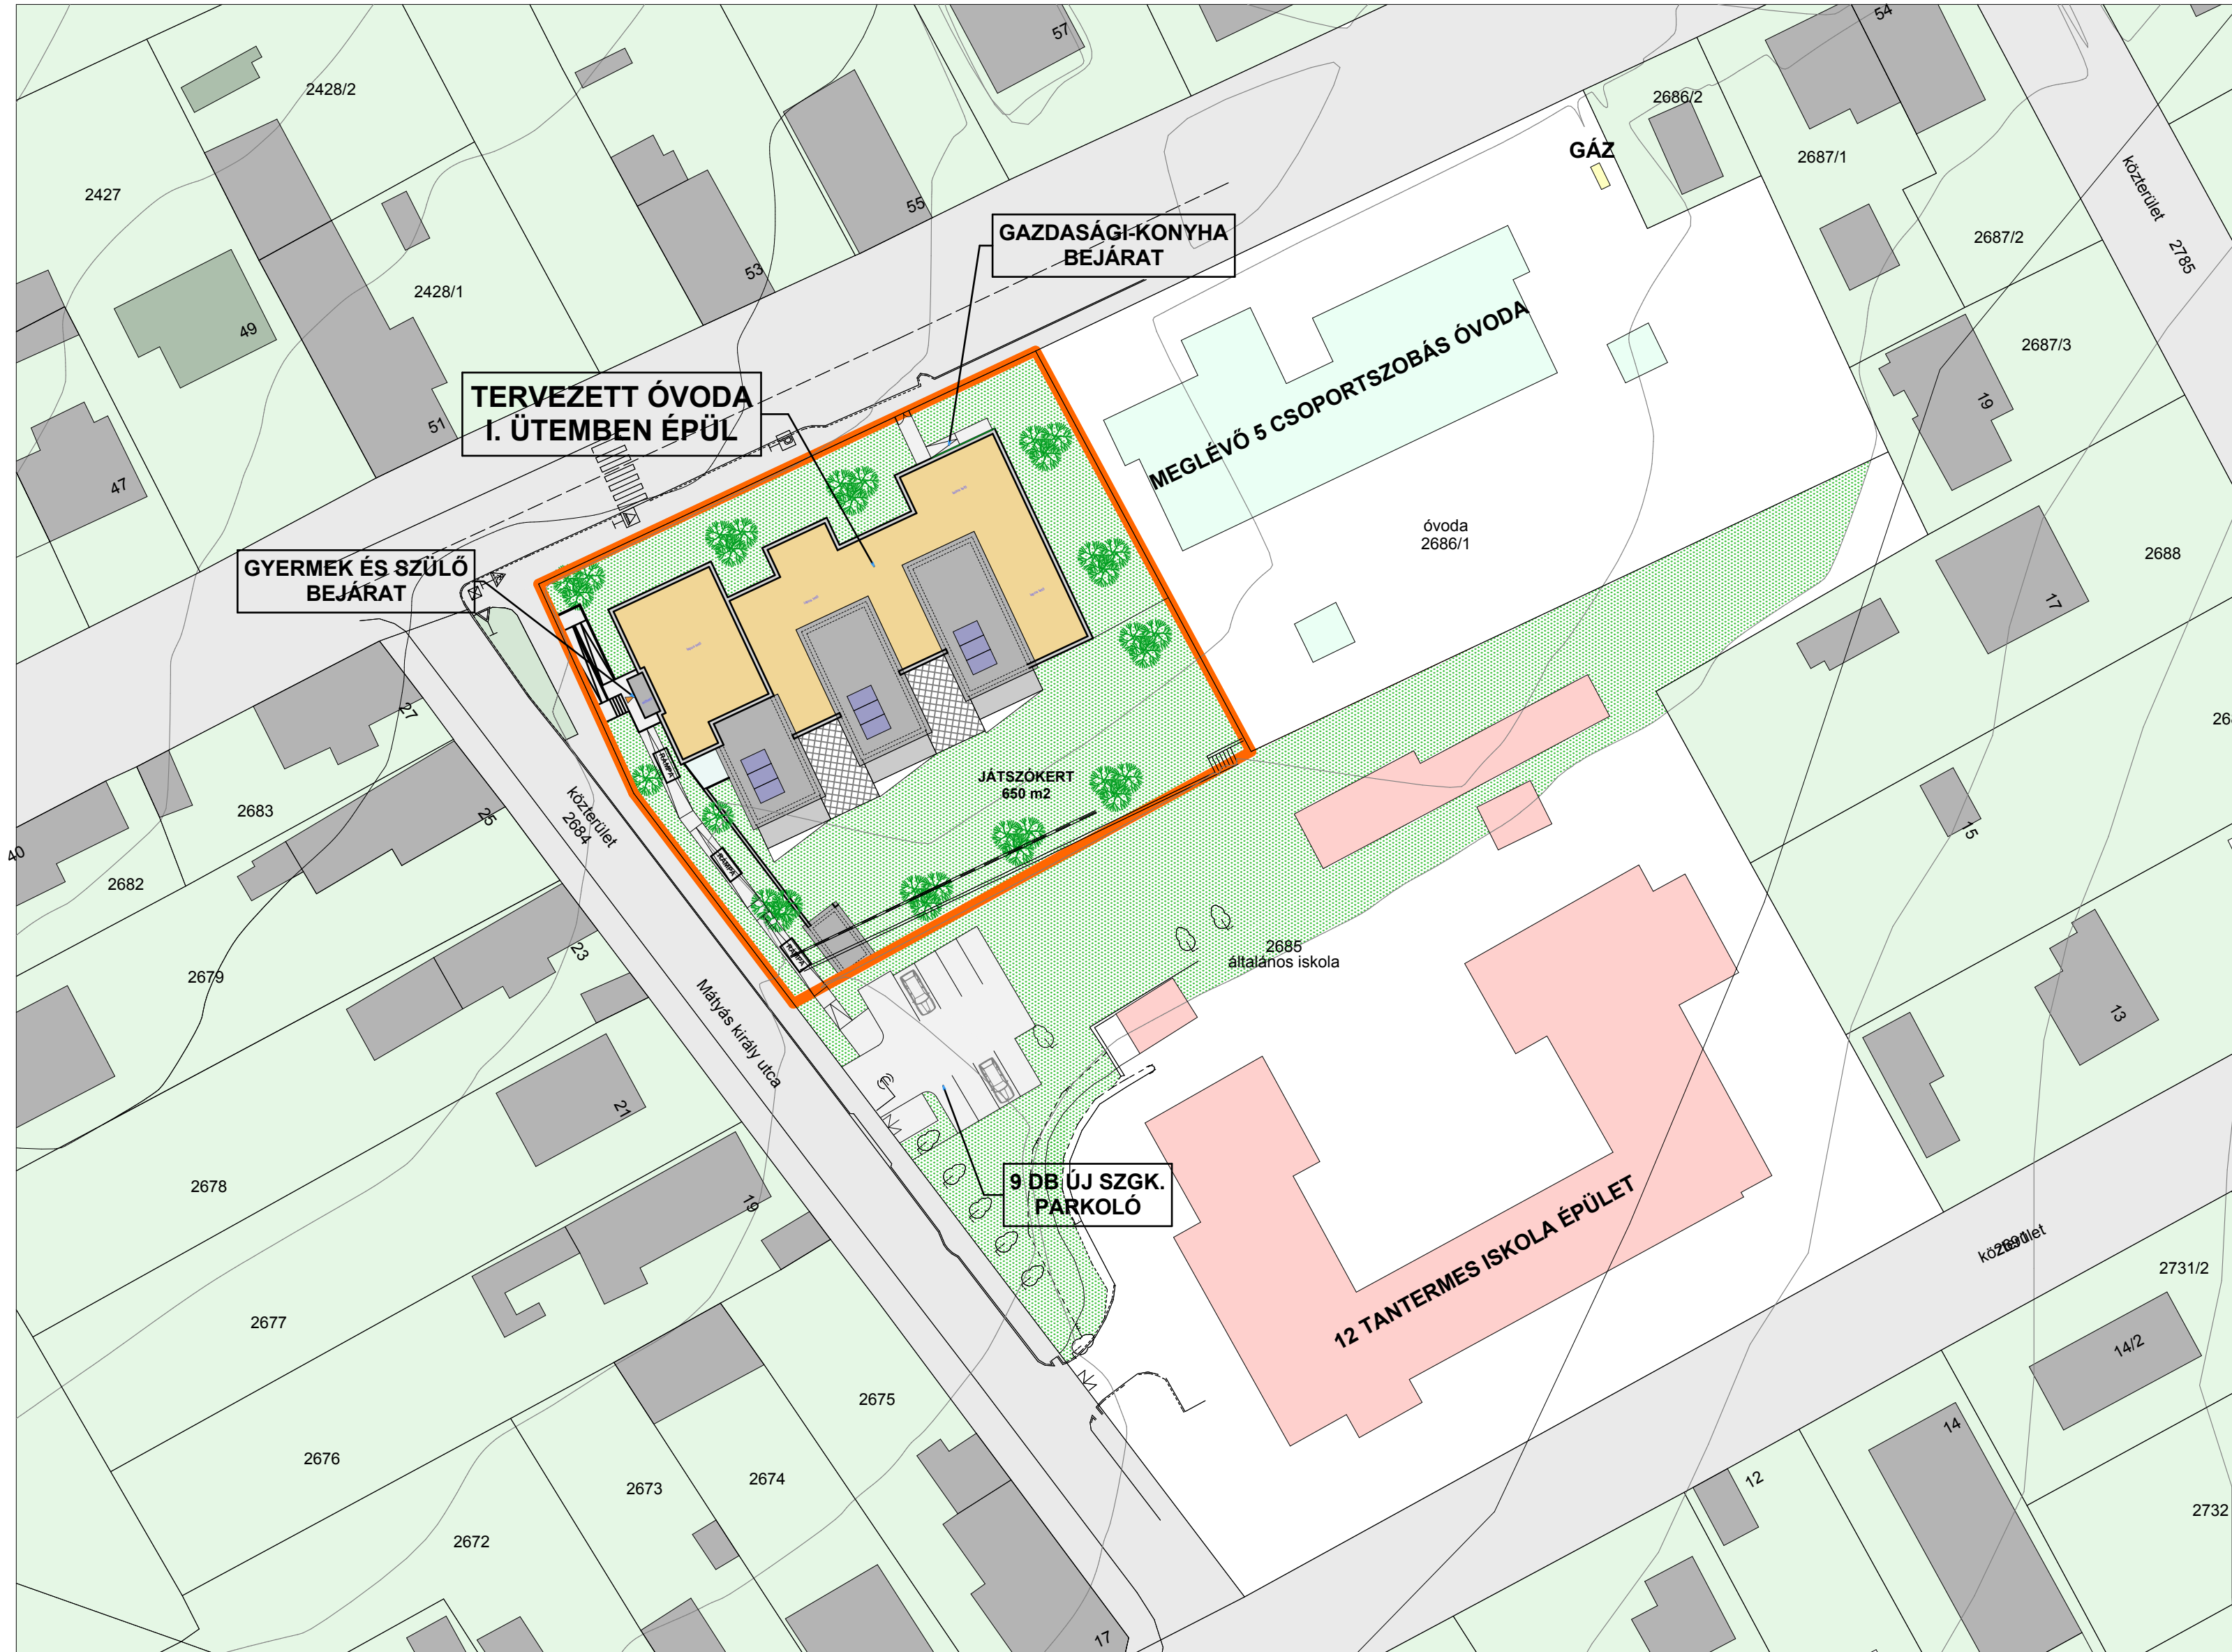 57
54
2428/2
2686/2
GÁZ
2687/1
közterület
2785
2427
55
GAZDASÁGI-KONYHA
BEJÁRAT
2687/2
53
2428/1
49
MEGLÉVŐ 5 CSOPORTSZOBÁS ÓVODA
2687/3
TERVEZETT ÓVODA
I. ÜTEMBEN ÉPÜL
19
51
47
óvoda
2686/1
2688
GYERMEK ÉS SZÜLŐ
BEJÁRAT
17
27
RÁMPA
JÁTSZÓKERT
650 m2
közterület
2684
2683
25
15
40
2682
RÁMPA
23
2685
általános iskola
RÁMPA
2679
13
Mátyás király utca
21
2678
9 DB ÚJ SZGK.
PARKOLÓ
19
12 TANTERMES ISKOLA ÉPÜLET
közterület
2731/2
2677
14/2
2675
14
2676
2674
2673
12
2732
2672
17